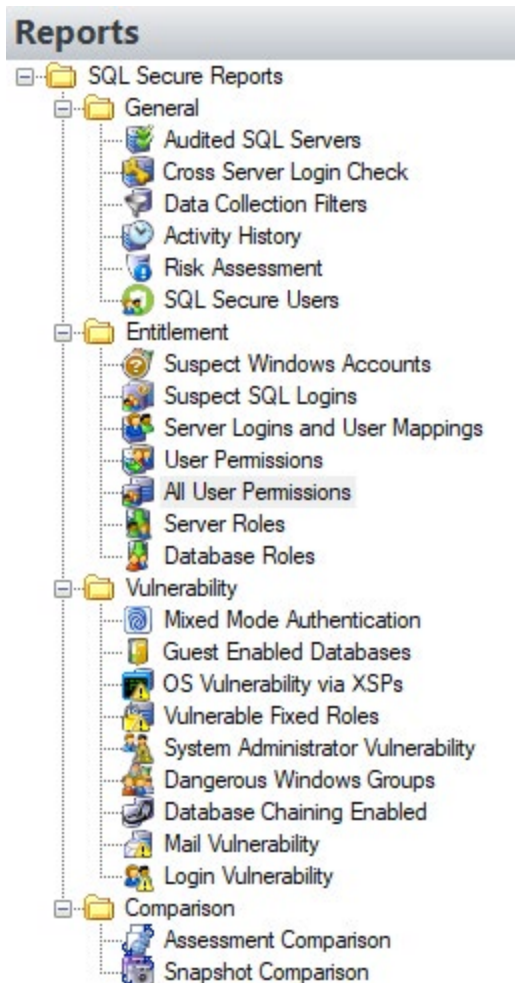 Reports
SQL Secure Reports
General
Audited SQL Servers
Cross Server Login Check
Data Collection Filters
Activity History
Risk Assessment
SQL Secure Users
Entitlement
Suspect Windows Accounts
Suspect SQL Logins
Server Logins and User Mappings
User Permissions
All User Permissions
Server Roles
Database Roles
Vulnerability
Mixed Mode Authentication
Guest Enabled Databases
OS Vulnerability via XSPs
Vulnerable Fixed Roles
System Administrator Vulnerability
Dangerous Windows Groups
Database Chaining Enabled
Mail Vulnerability
Login Vulnerability
Comparison
Assessment Comparison
Snapshot Comparison